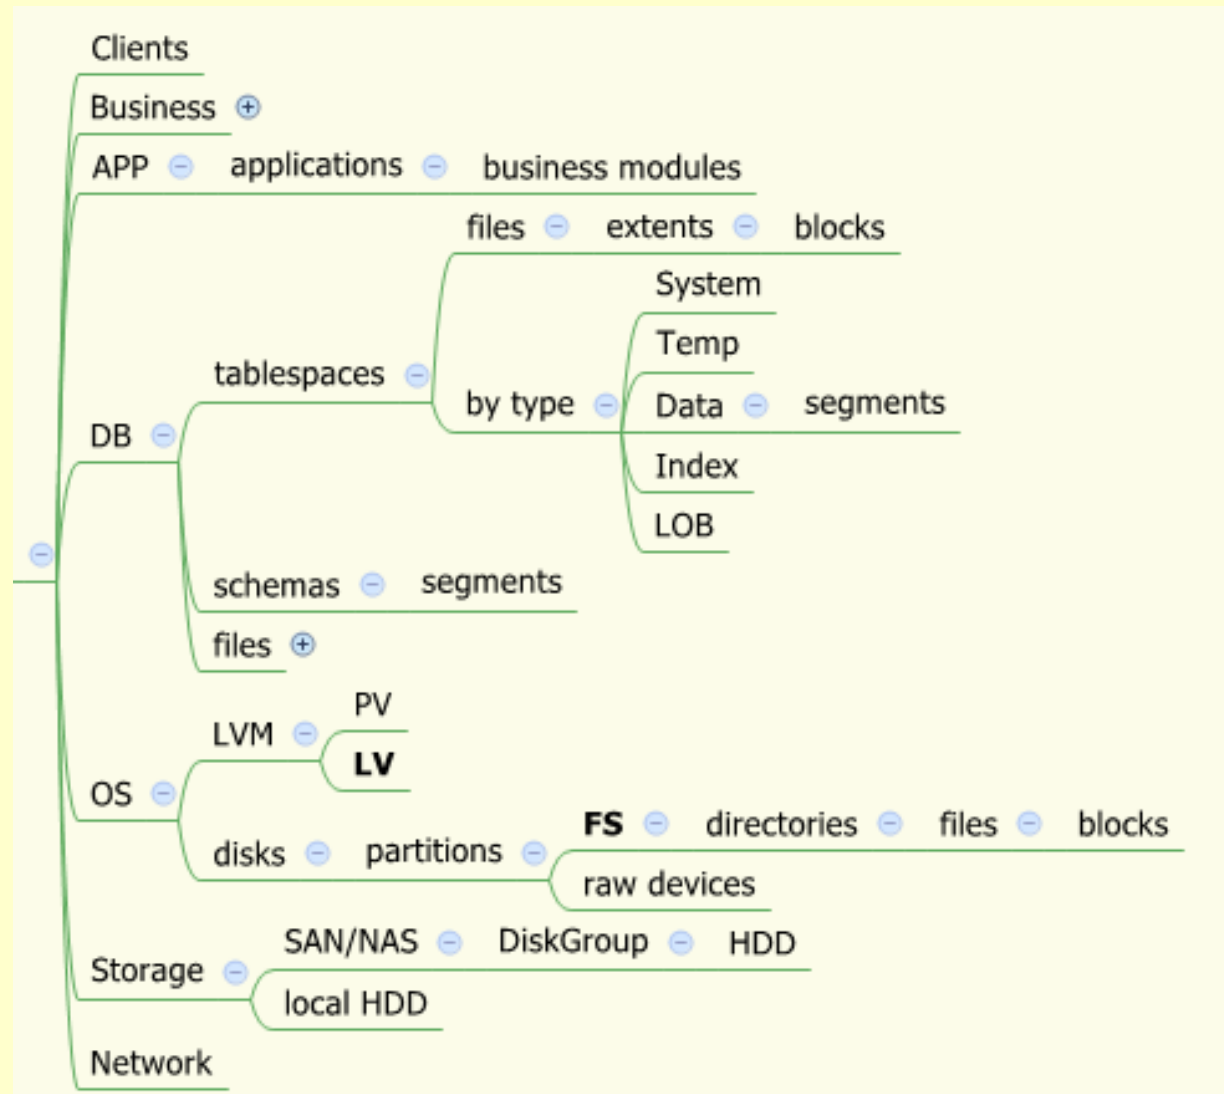 Clients
Business
APP applications business modules
files extents blocks
System
Temp
tablespaces
by type Data segments
DB
Index
LOB
schemas segments
files
PV
LVM
LV
OS
FS directories files blocks
disks partitions
raw devices
SAN/NAS DiskGroup HDD
Storage
local HDD
Network